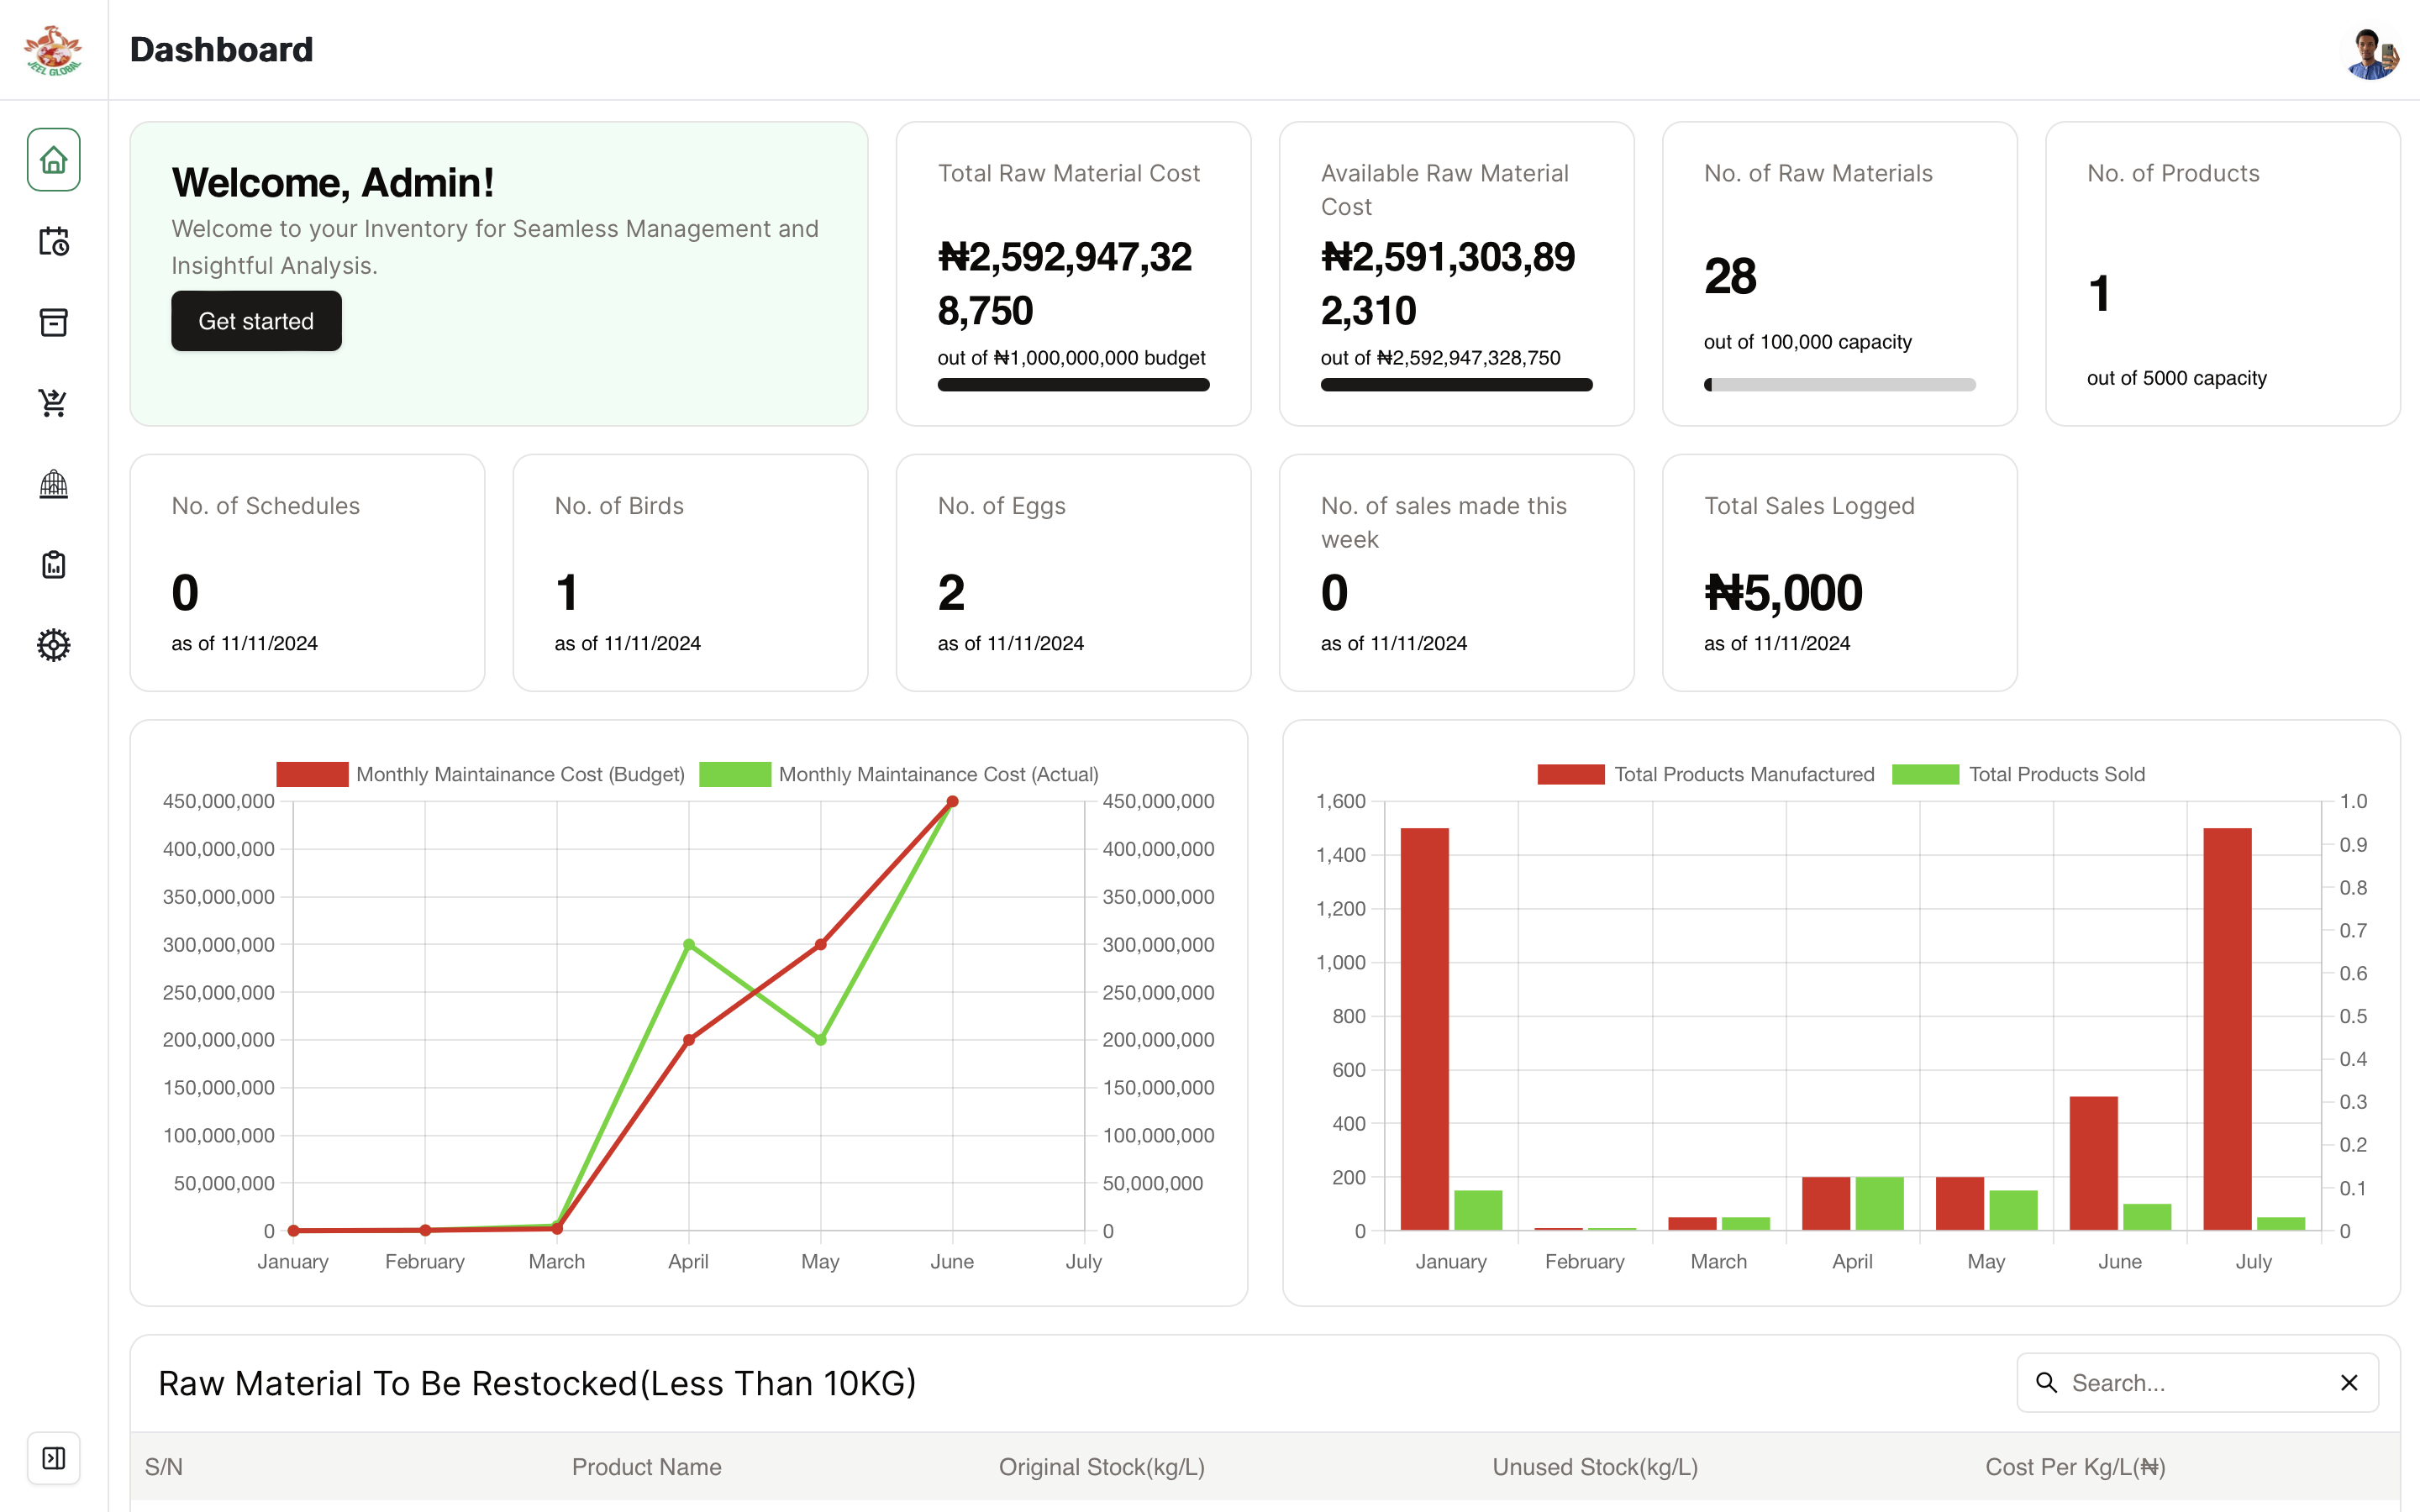 JEEL GLOBAL
Dashboard
Welcome, Admin!
Welcome to your Inventory for Seamless Management and
Insightful Analysis.
Get started
Total Raw Material Cost
₦2,592,947,32
8,750
out of ₦1,000,000,000 budget
Available Raw Material
Cost
₦2,591,303,89
2,310
out of ₦2,592,947,328,750
No. of Raw Materials
28
out of 100,000 capacity
No. of Products
1
out of 5000 capacity
No. of Schedules
0
as of 11/11/2024
No. of Birds
1
as of 11/11/2024
No. of Eggs
2
as of 11/11/2024
No. of sales made this
week
0
as of 11/11/2024
Total Sales Logged
₦5,000
as of 11/11/2024
Monthly Maintainance Cost (Budget) Monthly Maintainance Cost (Actual)
450,000,000 450,000,000
400,000,000 400,000,000
350,000,000 350,000,000
300,000,000 300,000,000
250,000,000 250,000,000
200,000,000 200,000,000
150,000,000 150,000,000
100,000,000 100,000,000
50,000,000 50,000,000
0 0
January February March April May June July
Total Products Manufactured Total Products Sold
1,600 1.0
1,400 0.9
1,200 0.8
1,000 0.7
800 0.6
600 0.5
400 0.4
200 0.3
0 0.2
0.1
0
January February March April May June July
Raw Material To Be Restocked(Less Than 10KG)
Search...
S/N Product Name Original Stock(kg/L) Unused Stock(kg/L) Cost Per Kg/L(₦)